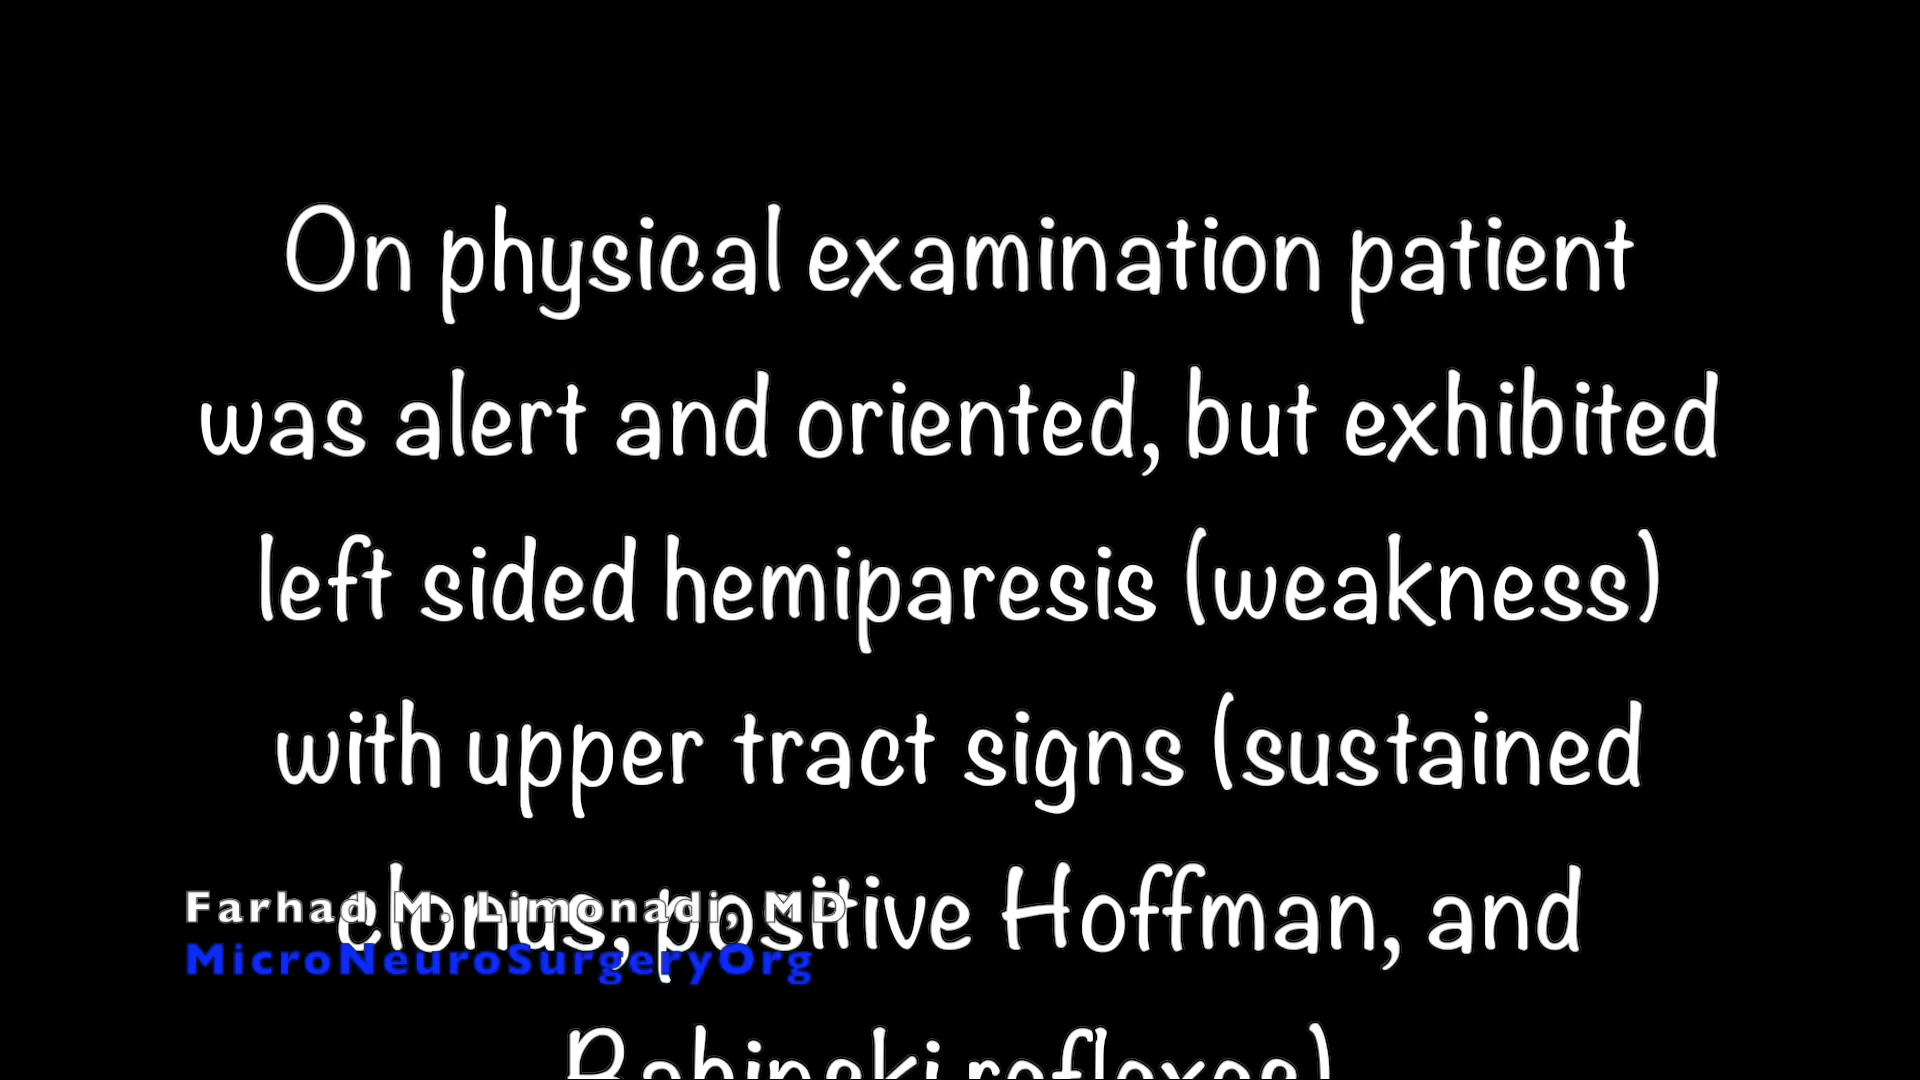 On physical examination patient
was alert and oriented, but exhibited
left sided hemiparesis (weakness)
with upper tract signs (sustained
clonus, positive Hoffman, and
Babinski reflexes)
Farhad M. Limonadi, MD
MicroNeuroSurgeryOrg